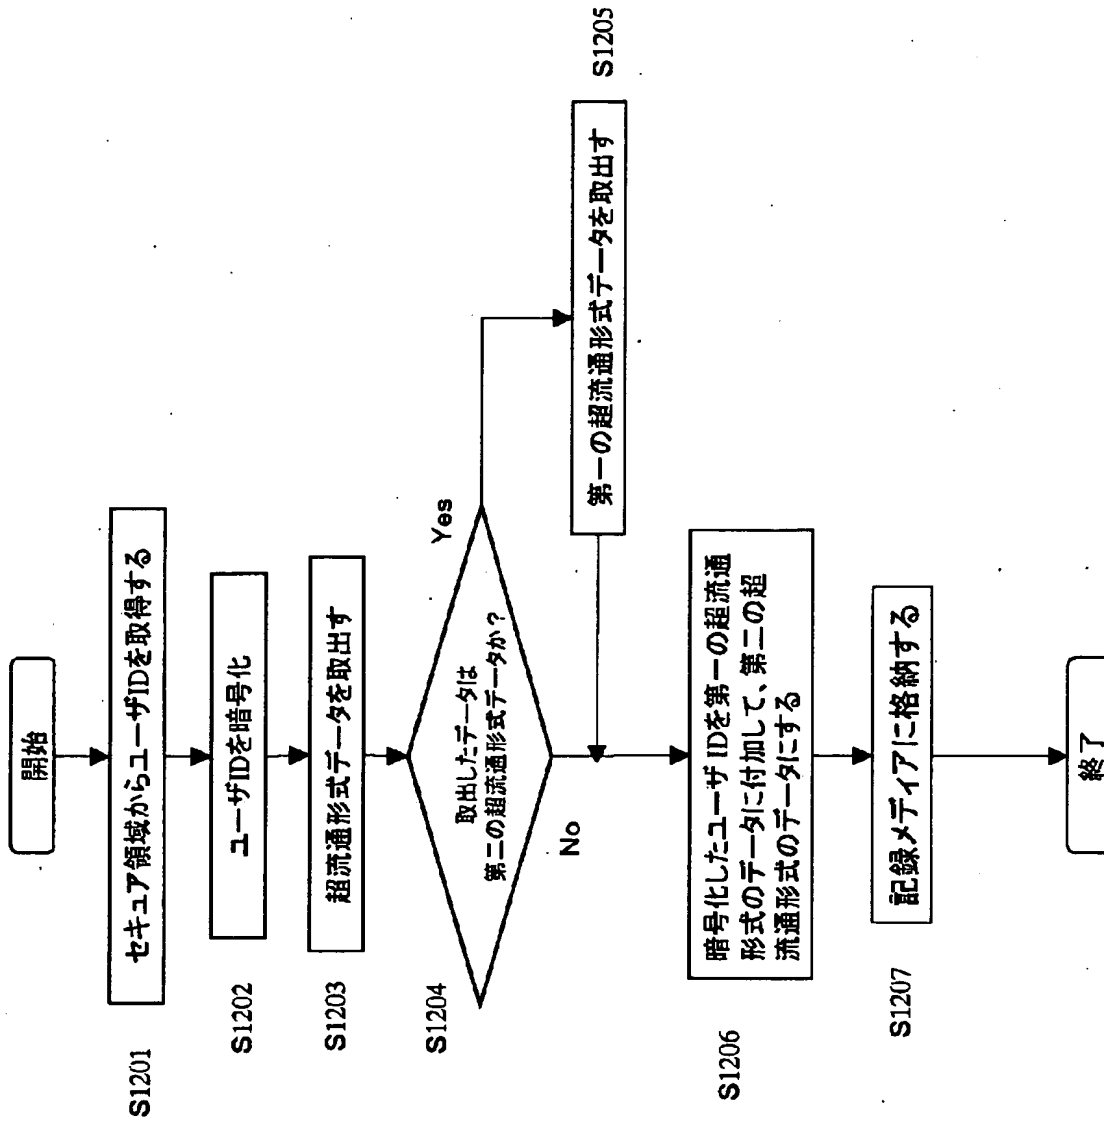 開始
S1201
セキュア領域からユーザIDを取得する
S1202
ユーザIDを暗号化
S1203
超流通形式データを取出す
S1204
取出したデータは
第二の超流通形式データか？
Yes
No
第一の超流通形式データを取出す
S1205
S1206
暗号化したユーザIDを第一の超流通
形式のデータに付加して、第二の超
流通形式のデータにする
S1207
記録メディアに格納する
終了